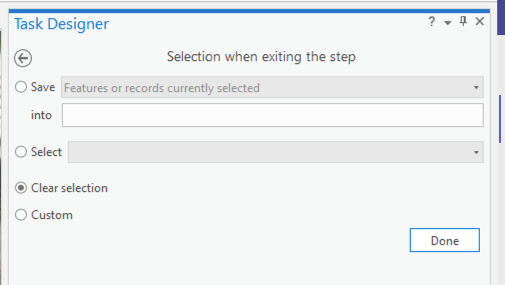 Task Designer
Selection when exiting the step
Save Features or records currently selected
into
Select
Clear selection
Custom
Done